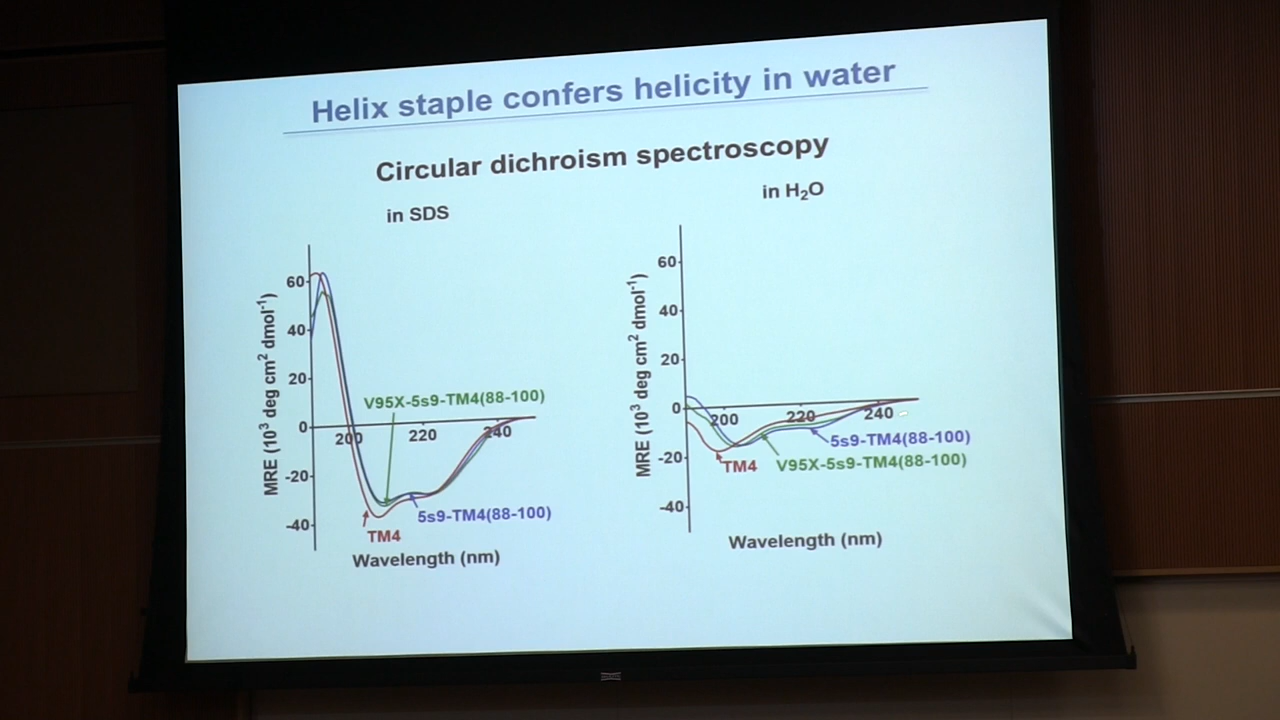 Helix staple confers helicity in water
Circular dichroism spectroscopy
in SDS
in H₂O
60
40
20
0
-20
-40
200
220
240
MRE (10³ deg cm² dmol⁻¹)
V95X-5s9-TM4(88-100)
5s9-TM4(88-100)
TM4
Wavelength (nm)
60
40
20
0
-20
-40
200
220
240
MRE (10³ deg cm² dmol⁻¹)
5s9-TM4(88-100)
TM4
V95X-5s9-TM4(88-100)
Wavelength (nm)